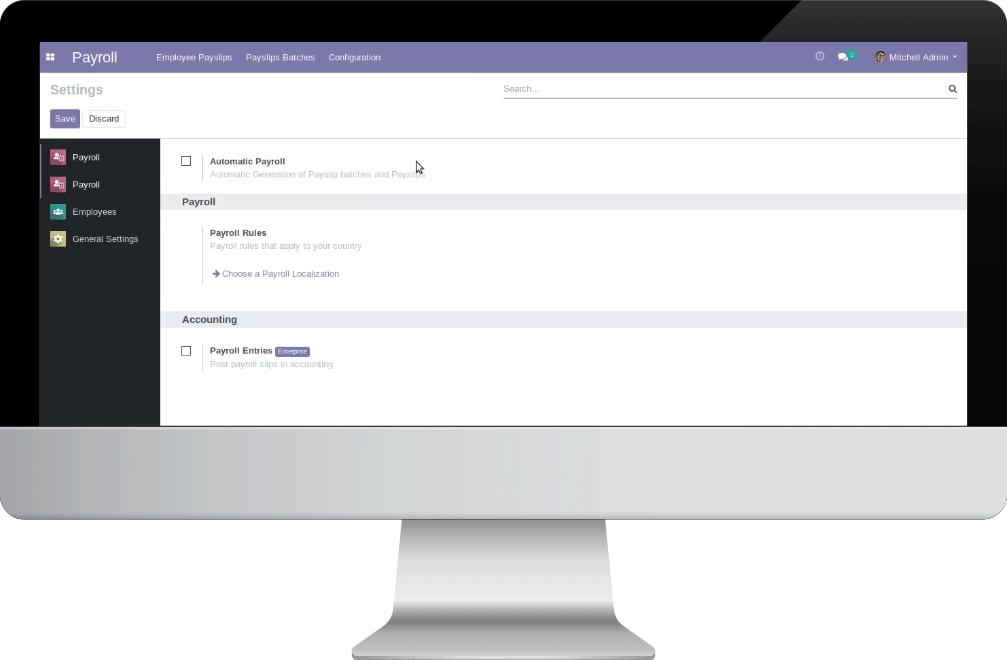 Payroll Employee Payslips Payslips Batches Configuration 1 Mitchell Admin
Settings
Search...
Save Discard
Payroll
Payroll
Employees
General Settings
Automatic Payroll
Automatic Generation of Payslip batches and Payslips
Payroll
Payroll Rules
Payroll rules that apply to your country
Choose a Payroll Localization
Accounting
Payroll Entries Enterprise
Post payroll slips in accounting